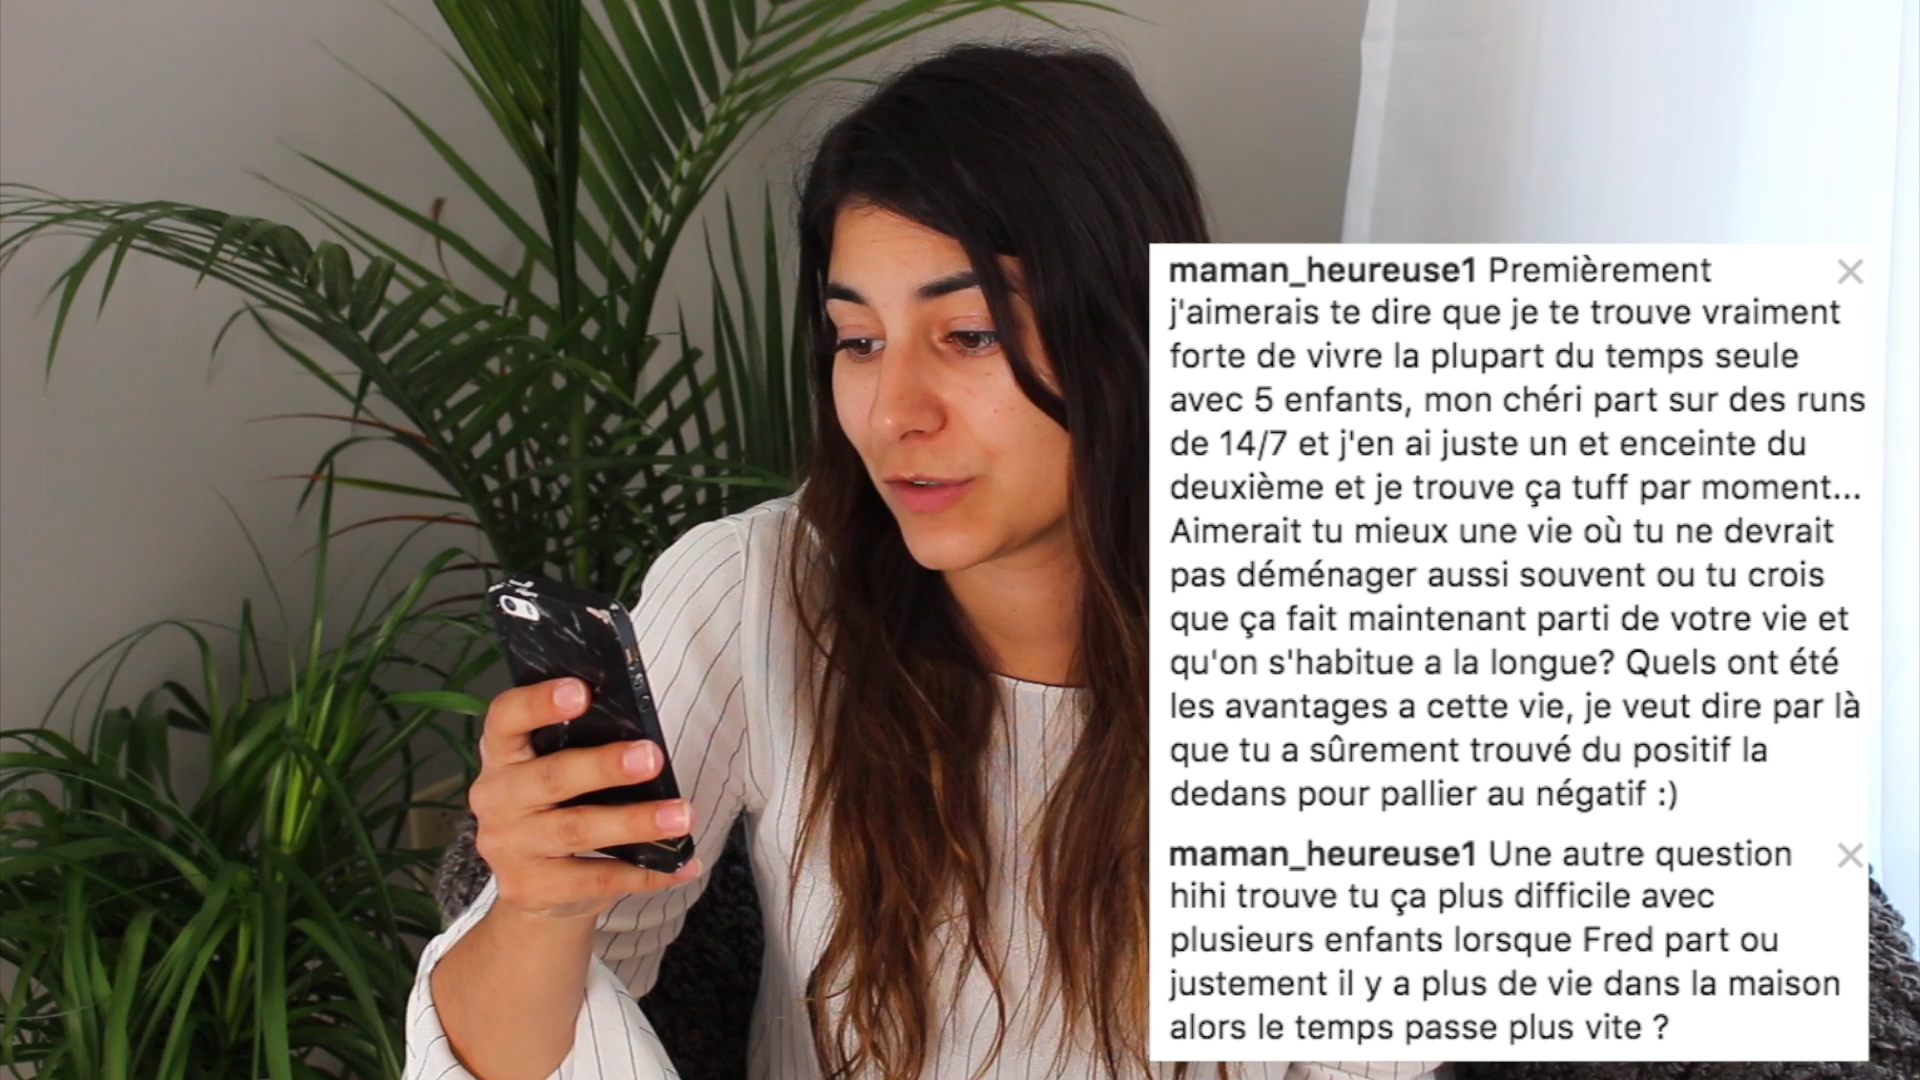 maman_heureuse1 Premièrement
j'aimerais te dire que je te trouve vraiment
forte de vivre la plupart du temps seule
avec 5 enfants, mon chéri part sur des runs
de 14/7 et j'en ai juste un et enceinte du
deuxième et je trouve ça tuff par moment...
Aimerait tu mieux une vie où tu ne devrait
pas déménager aussi souvent ou tu crois
que ça fait maintenant parti de votre vie et
qu'on s'habitue a la longue? Quels ont été
les avantages a cette vie, je veut dire par là
que tu a sûrement trouvé du positif la
dedans pour pallier au négatif :)
maman_heureuse1 Une autre question
hihi trouve tu ça plus difficile avec
plusieurs enfants lorsque Fred part ou
justement il y a plus de vie dans la maison
alors le temps passe plus vite ?